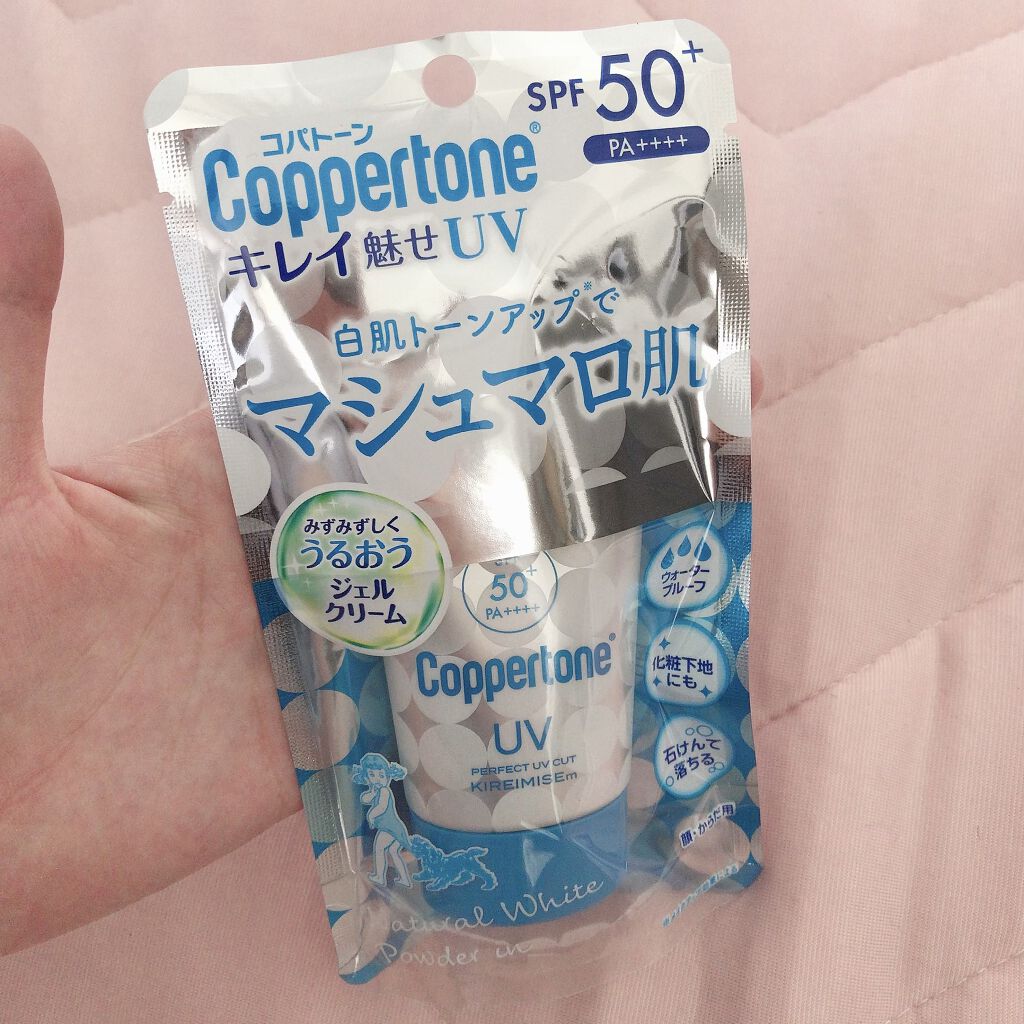 SPF 50+
PA++++
コパトーン
Coppertone®
キレイ魅せUV
白肌トーンアップ※で
マシュマロ肌
みずみずしく
うるおう
ジェル
クリーム
50+
PA++++
Coppertone®
UV
PERFECT UV CUT
KIREIMISEm
ウォーター
プルーフ
化粧下地
にも
石けんで
落ちる
顔・からだ用
Natural White
Powder in